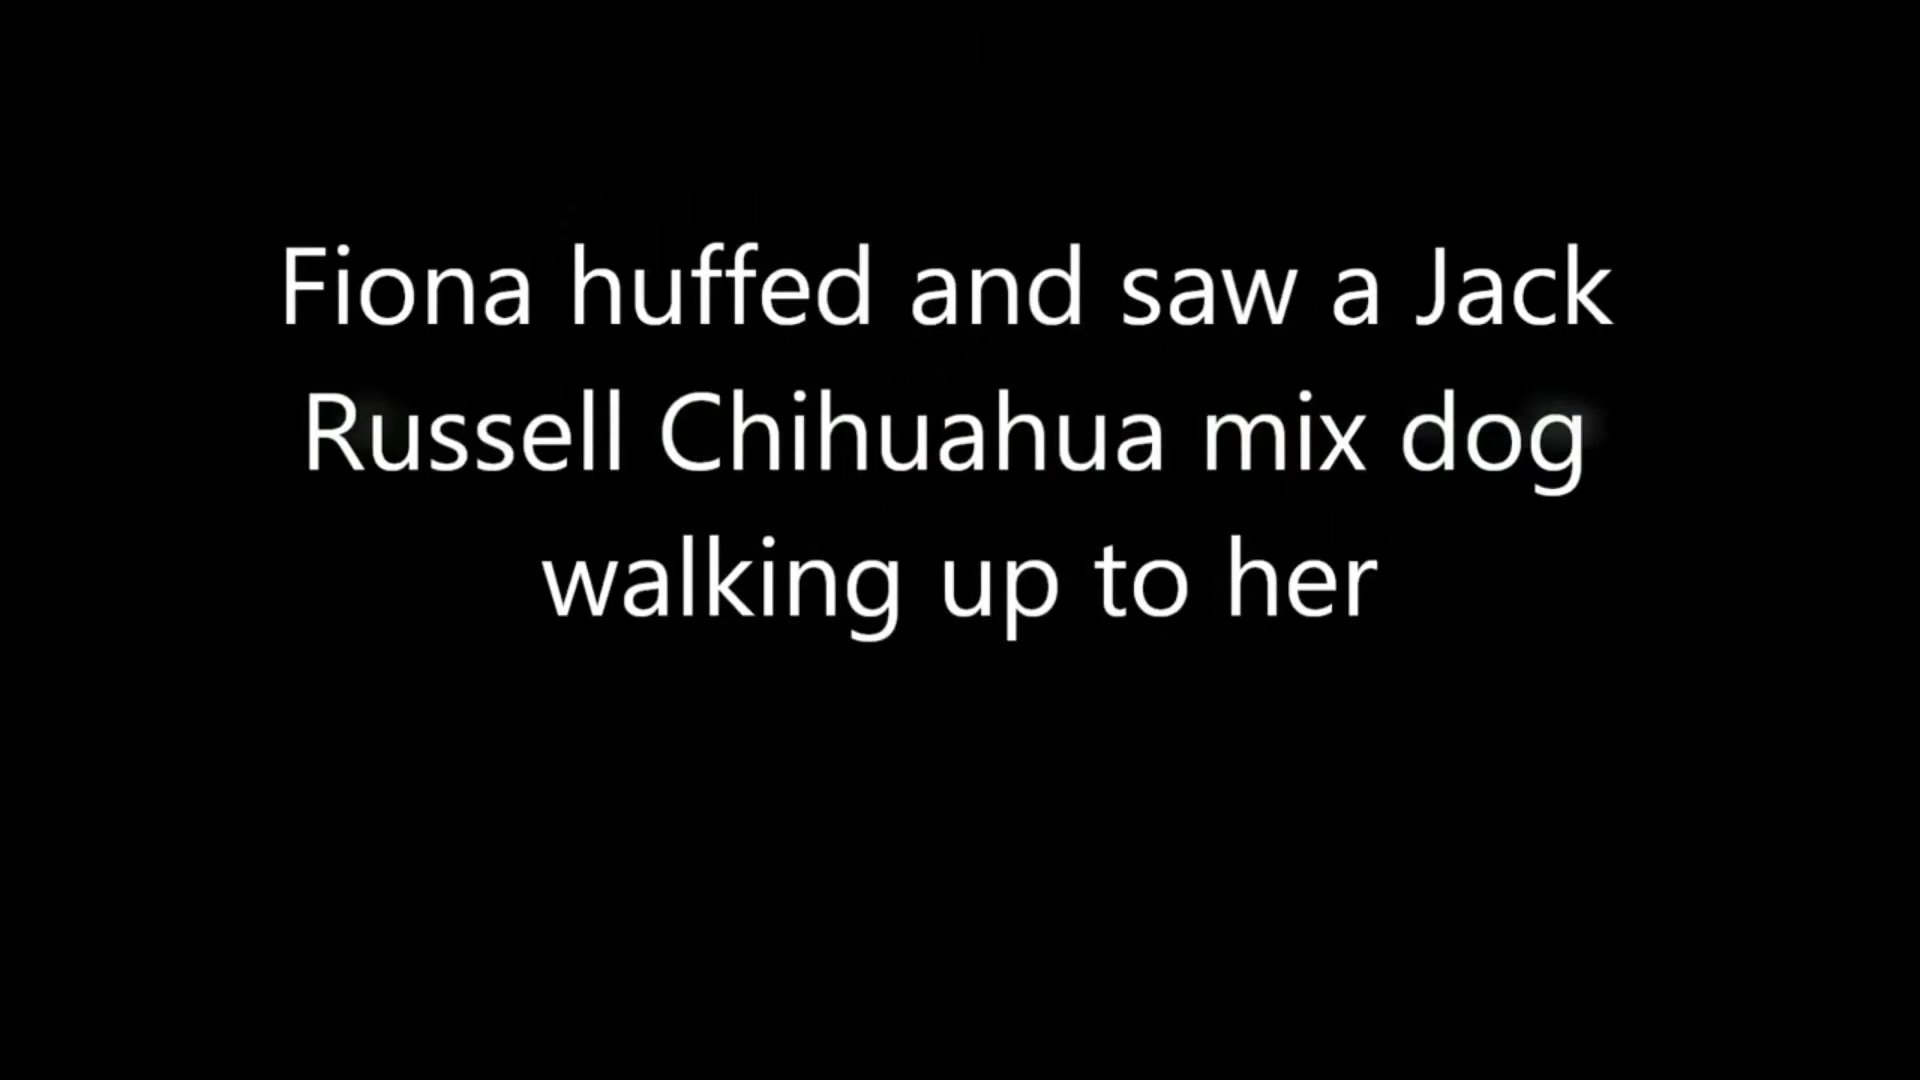 Fiona huffed and saw a Jack
Russell Chihuahua mix dog
walking up to her